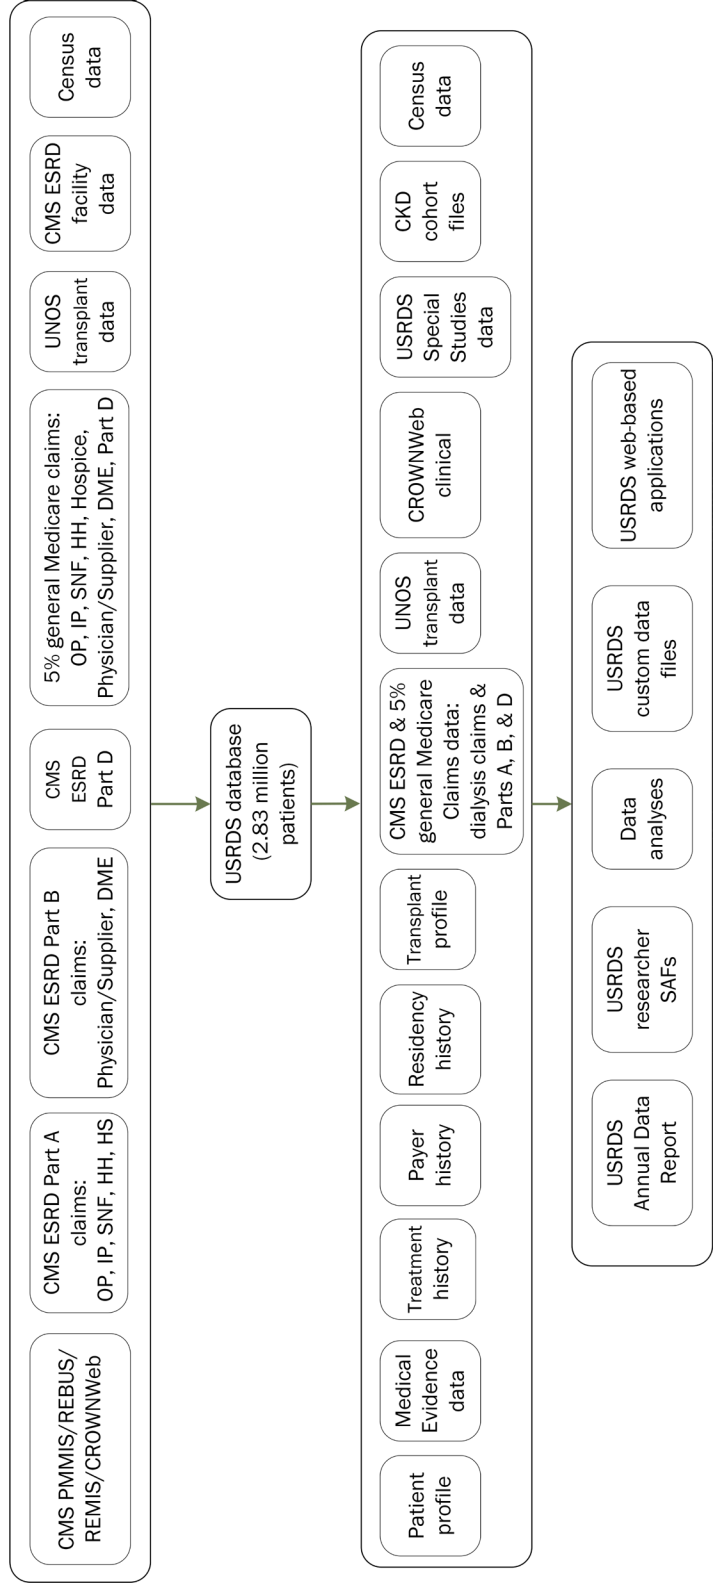 CMS PMMIS/REBUS/
REMIS/CROWNWeb
CMS ESRD Part A
claims:
OP, IP, SNF, HH, HS
CMS ESRD Part B
claims:
Physician/Supplier, DME
CMS
ESRD
Part D
5% general Medicare claims:
OP, IP, SNF, HH, Hospice,
Physician/Supplier, DME, Part D
UNOS
transplant
data
CMS ESRD
facility
data
Census
data
USRDS database
(2.83 million
patients)
Patient
profile
Medical
Evidence
data
Treatment
history
Payer
history
Residency
history
Transplant
profile
CMS ESRD & 5%
general Medicare
Claims data:
dialysis claims &
Parts A, B, & D
UNOS
transplant
data
CROWNWeb
clinical
USRDS
Special
Studies
data
CKD
cohort
files
Census
data
USRDS
Annual Data
Report
USRDS
researcher
SAFs
Data
analyses
USRDS
custom data
files
USRDS web-based
applications